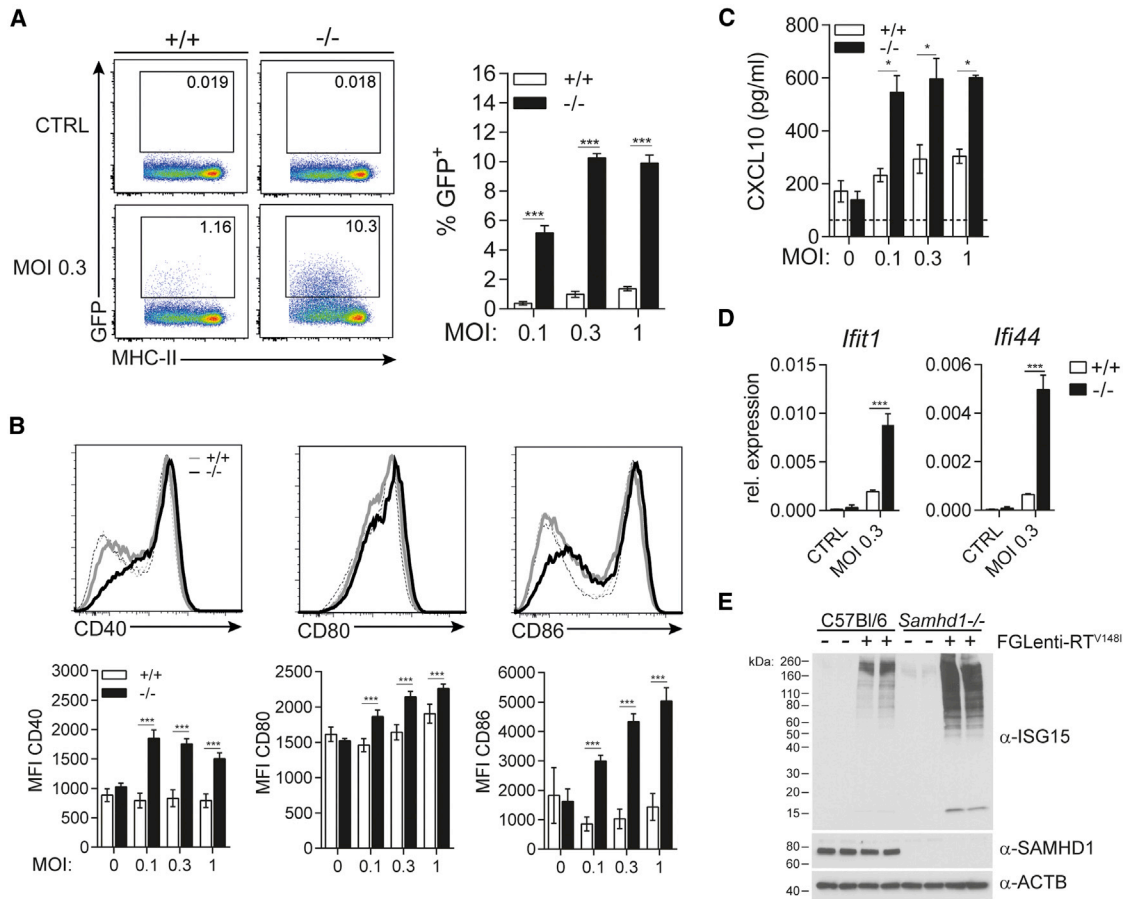 A
+/+
-/-
CTRL
0.019
0.018
MOI 0.3
1.16
10.3
GFP
MHC-II
% GFP+
16
14
12
10
8
6
4
2
0
+/+
-/-
***
***
***
MOI: 0.1 0.3 1
C
CXCL10 (pg/ml)
800
600
400
200
0
+/+
-/-
*
*
*
MOI: 0 0.1 0.3 1
D
Ifit1
Ifi44
rel. expression
0.015
0.010
0.005
0.000
***
CTRL
MOI 0.3
0.006
0.004
0.002
0.000
***
CTRL
MOI 0.3
+/+
-/-
B
+/+
-/-
CD40
CD80
CD86
MFI CD40
3000
2500
2000
1500
1000
500
0
+/+
-/-
***
***
***
MOI: 0 0.1 0.3 1
MFI CD80
2500
2000
1500
1000
500
0
***
***
***
0 0.1 0.3 1
MFI CD86
6000
5000
4000
3000
2000
1000
0
***
***
***
0 0.1 0.3 1
E
C57Bl/6 Samhd1-/-
- - + + - - + + FGLenti-RTV148I
kDa: 260
160
110
80
60
50
40
30
20
15
α-ISG15
80
60
α-SAMHD1
40
α-ACTB